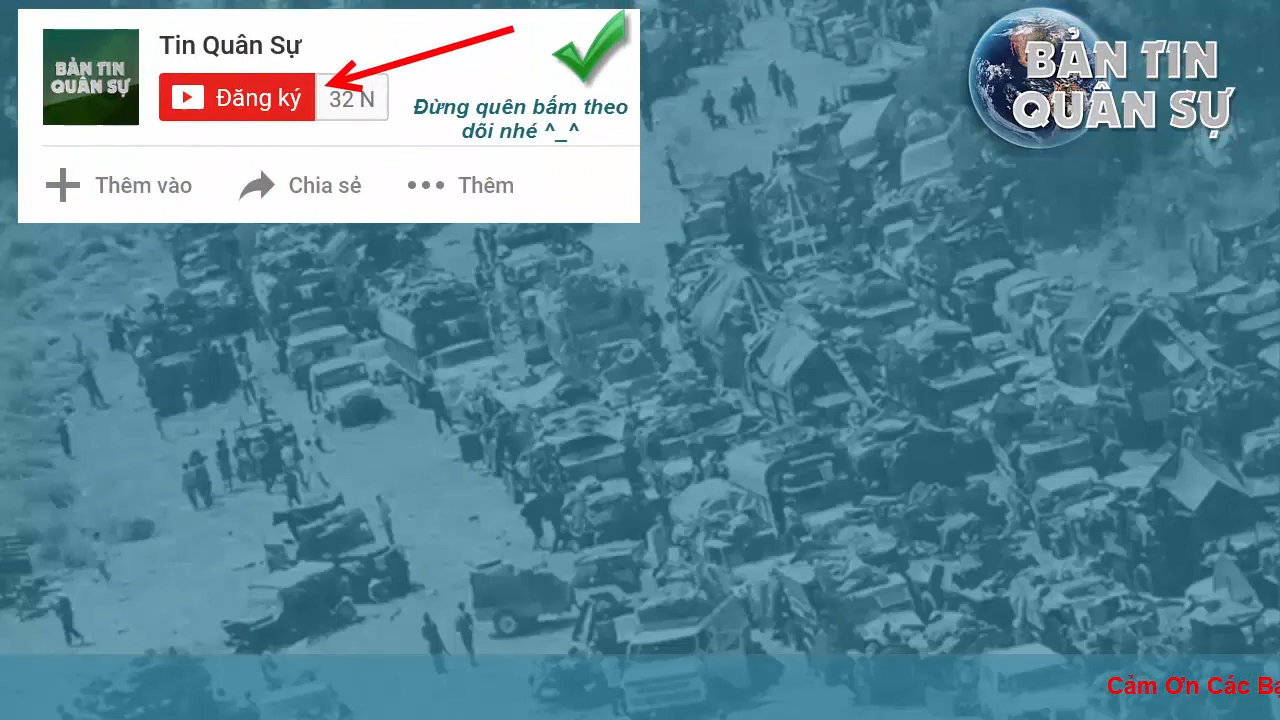 Tin Quân Sự
BẢN TIN
QUÂN SỰ
Đăng ký
32 N
Đừng quên bấm theo
dõi nhé ^_^
Thêm vào
Chia sẻ
Thêm
BẢN TIN
QUÂN SỰ
Cảm Ơn Các Bạ